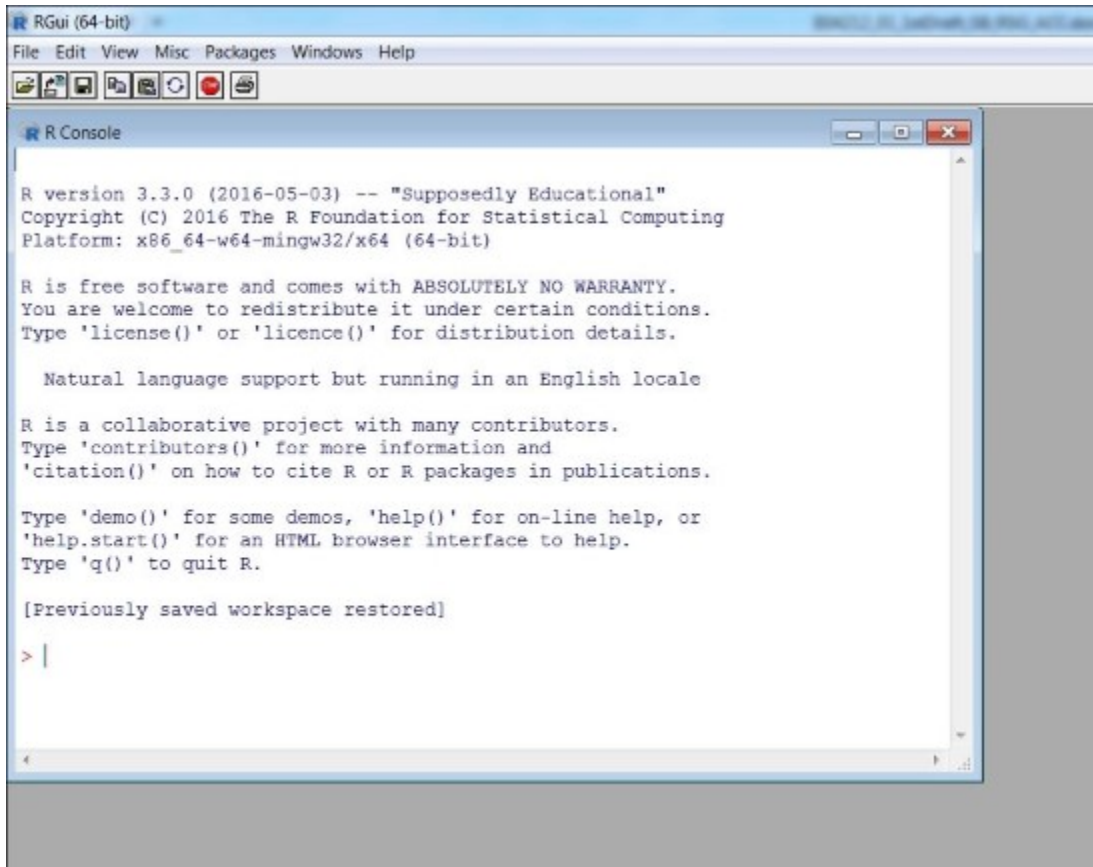 RGui (64-bit)
File Edit View Misc Packages Windows Help
STOP
R Console
R version 3.3.0 (2016-05-03) -- "Supposedly Educational"
Copyright (C) 2016 The R Foundation for Statistical Computing
Platform: x86_64-w64-mingw32/x64 (64-bit)
R is free software and comes with ABSOLUTELY NO WARRANTY.
You are welcome to redistribute it under certain conditions.
Type 'license()' or 'licence()' for distribution details.
Natural language support but running in an English locale
R is a collaborative project with many contributors.
Type 'contributors()' for more information and
'citation()' on how to cite R or R packages in publications.
Type 'demo()' for some demos, 'help()' for on-line help, or
'help.start()' for an HTML browser interface to help.
Type 'q()' to quit R.
[Previously saved workspace restored]
>